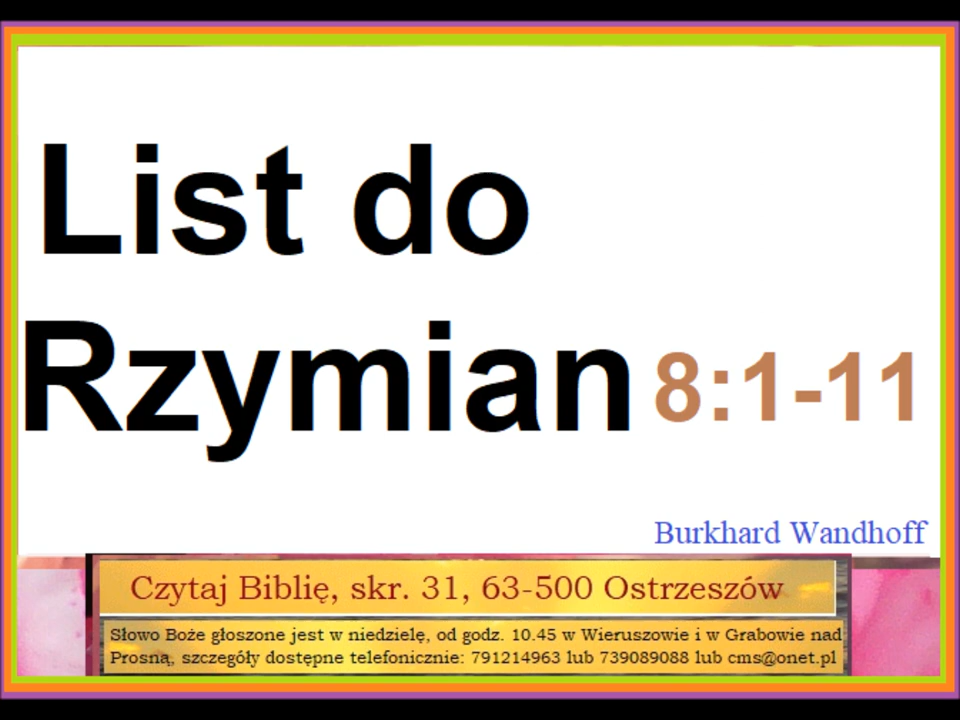 List do
Rzymian 8:1-11
Burkhard Wandhoff
Czytaj Biblię, skr. 31, 63-500 Ostrzeszów
Słowo Boże głoszone jest w niedzielę, od godz. 10.45 w Wieruszowie i w Grabowie nad
Prosną, szczegóły dostępne telefonicznie: 791214963 lub 739089088 lub cms@onet.pl